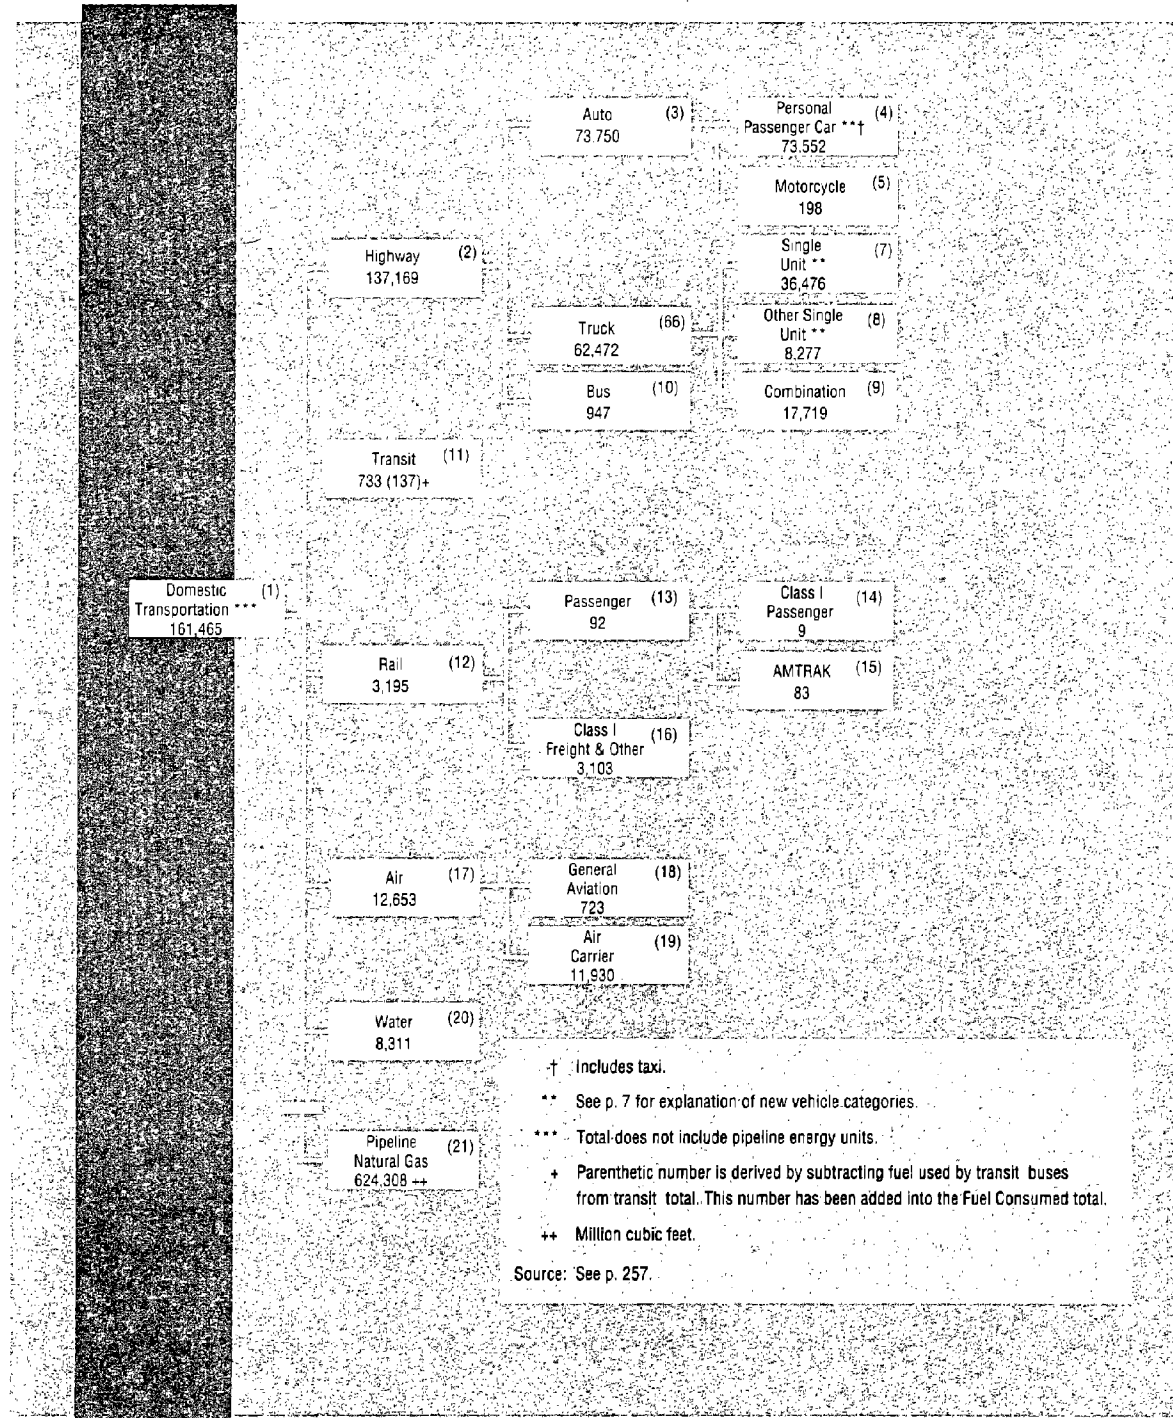 Auto (3)
73.750
Personal (4)
Passenger Car **†
73.552
Motorcycle (5)
198
Highway (2)
137,169
Single (7)
Unit **
36,476
Truck (66)
62,472
Other Single (8)
Unit **
8,277
Bus (10)
947
Combination (9)
17,719
Transit (11)
733 (137)+
Domestic (1)
Transportation ***
161,465
Passenger (13)
92
Class I (14)
Passenger
9
Rail (12)
3,195
AMTRAK (15)
83
Class I (16)
Freight & Other
3,103
Air (17)
12,653
General (18)
Aviation
723
Air (19)
Carrier
11,930
Water (20)
8,311
Pipeline (21)
Natural Gas
624,308 ++
† Includes taxi.
** See p. 7 for explanation of new vehicle categories.
*** Total does not include pipeline energy units.
+ Parenthetic number is derived by subtracting fuel used by transit buses
from transit total. This number has been added into the Fuel Consumed total.
++ Million cubic feet.
Source: See p. 257.